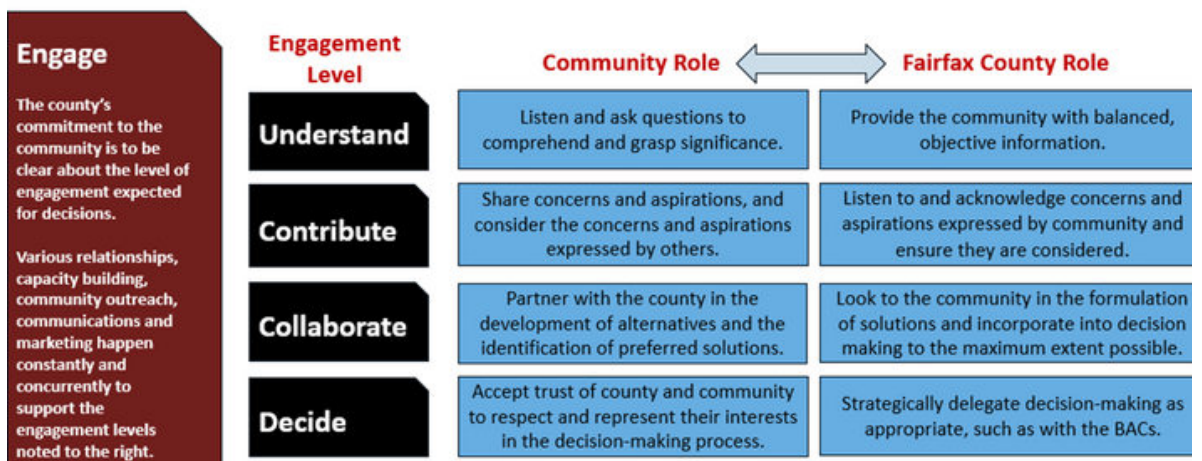 Engage
The county's
commitment to the
community is to be
clear about the level of
engagement expected
for decisions.
Various relationships,
capacity building,
community outreach,
communications and
marketing happen
constantly and
concurrently to
support the
engagement levels
noted to the right.
Engagement
Level
Community Role
Fairfax County Role
Understand
Listen and ask questions to
comprehend and grasp significance.
Provide the community with balanced,
objective information.
Contribute
Share concerns and aspirations, and
consider the concerns and aspirations
expressed by others.
Listen to and acknowledge concerns and
aspirations expressed by community and
ensure they are considered.
Collaborate
Partner with the county in the
development of alternatives and the
identification of preferred solutions.
Look to the community in the formulation
of solutions and incorporate into decision
making to the maximum extent possible.
Decide
Accept trust of county and community
to respect and represent their interests
in the decision-making process.
Strategically delegate decision-making as
appropriate, such as with the BACs.